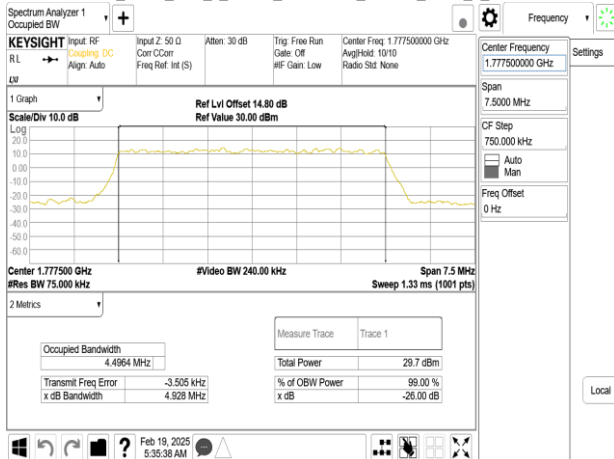 Spectrum Analyzer 1
Occupied BW
+
Frequency
KEYSIGHT
RL
LXI
Input: RF
Coupling: DC
Align: Auto
Input Z: 50 Ω
Corr CCorr
Freq Ref: Int (S)
Atten: 30 dB
Trig: Free Run
Gate: Off
#IF Gain: Low
Center Freq: 1.777500000 GHz
Avg|Hold: 10/10
Radio Std: None
Center Frequency
1.777500000 GHz
Settings
Span
7.5000 MHz
CF Step
750.000 kHz
Auto
Man
Freq Offset
0 Hz
Local
1 Graph
Scale/Div 10.0 dB
Ref Lvl Offset 14.80 dB
Ref Value 30.00 dBm
Log
20.0
10.0
0.00
-10.0
-20.0
-30.0
-40.0
-50.0
-60.0
Center 1.777500 GHz
#Video BW 240.00 kHz
Span 7.5 MHz
#Res BW 75.000 kHz
Sweep 1.33 ms (1001 pts)
2 Metrics
Measure Trace Trace 1
Occupied Bandwidth
4.4964 MHz
Total Power 29.7 dBm
Transmit Freq Error -3.505 kHz
% of OBW Power 99.00 %
x dB Bandwidth 4.928 MHz
x dB -26.00 dB
?
Feb 19, 2025
5:35:38 AM